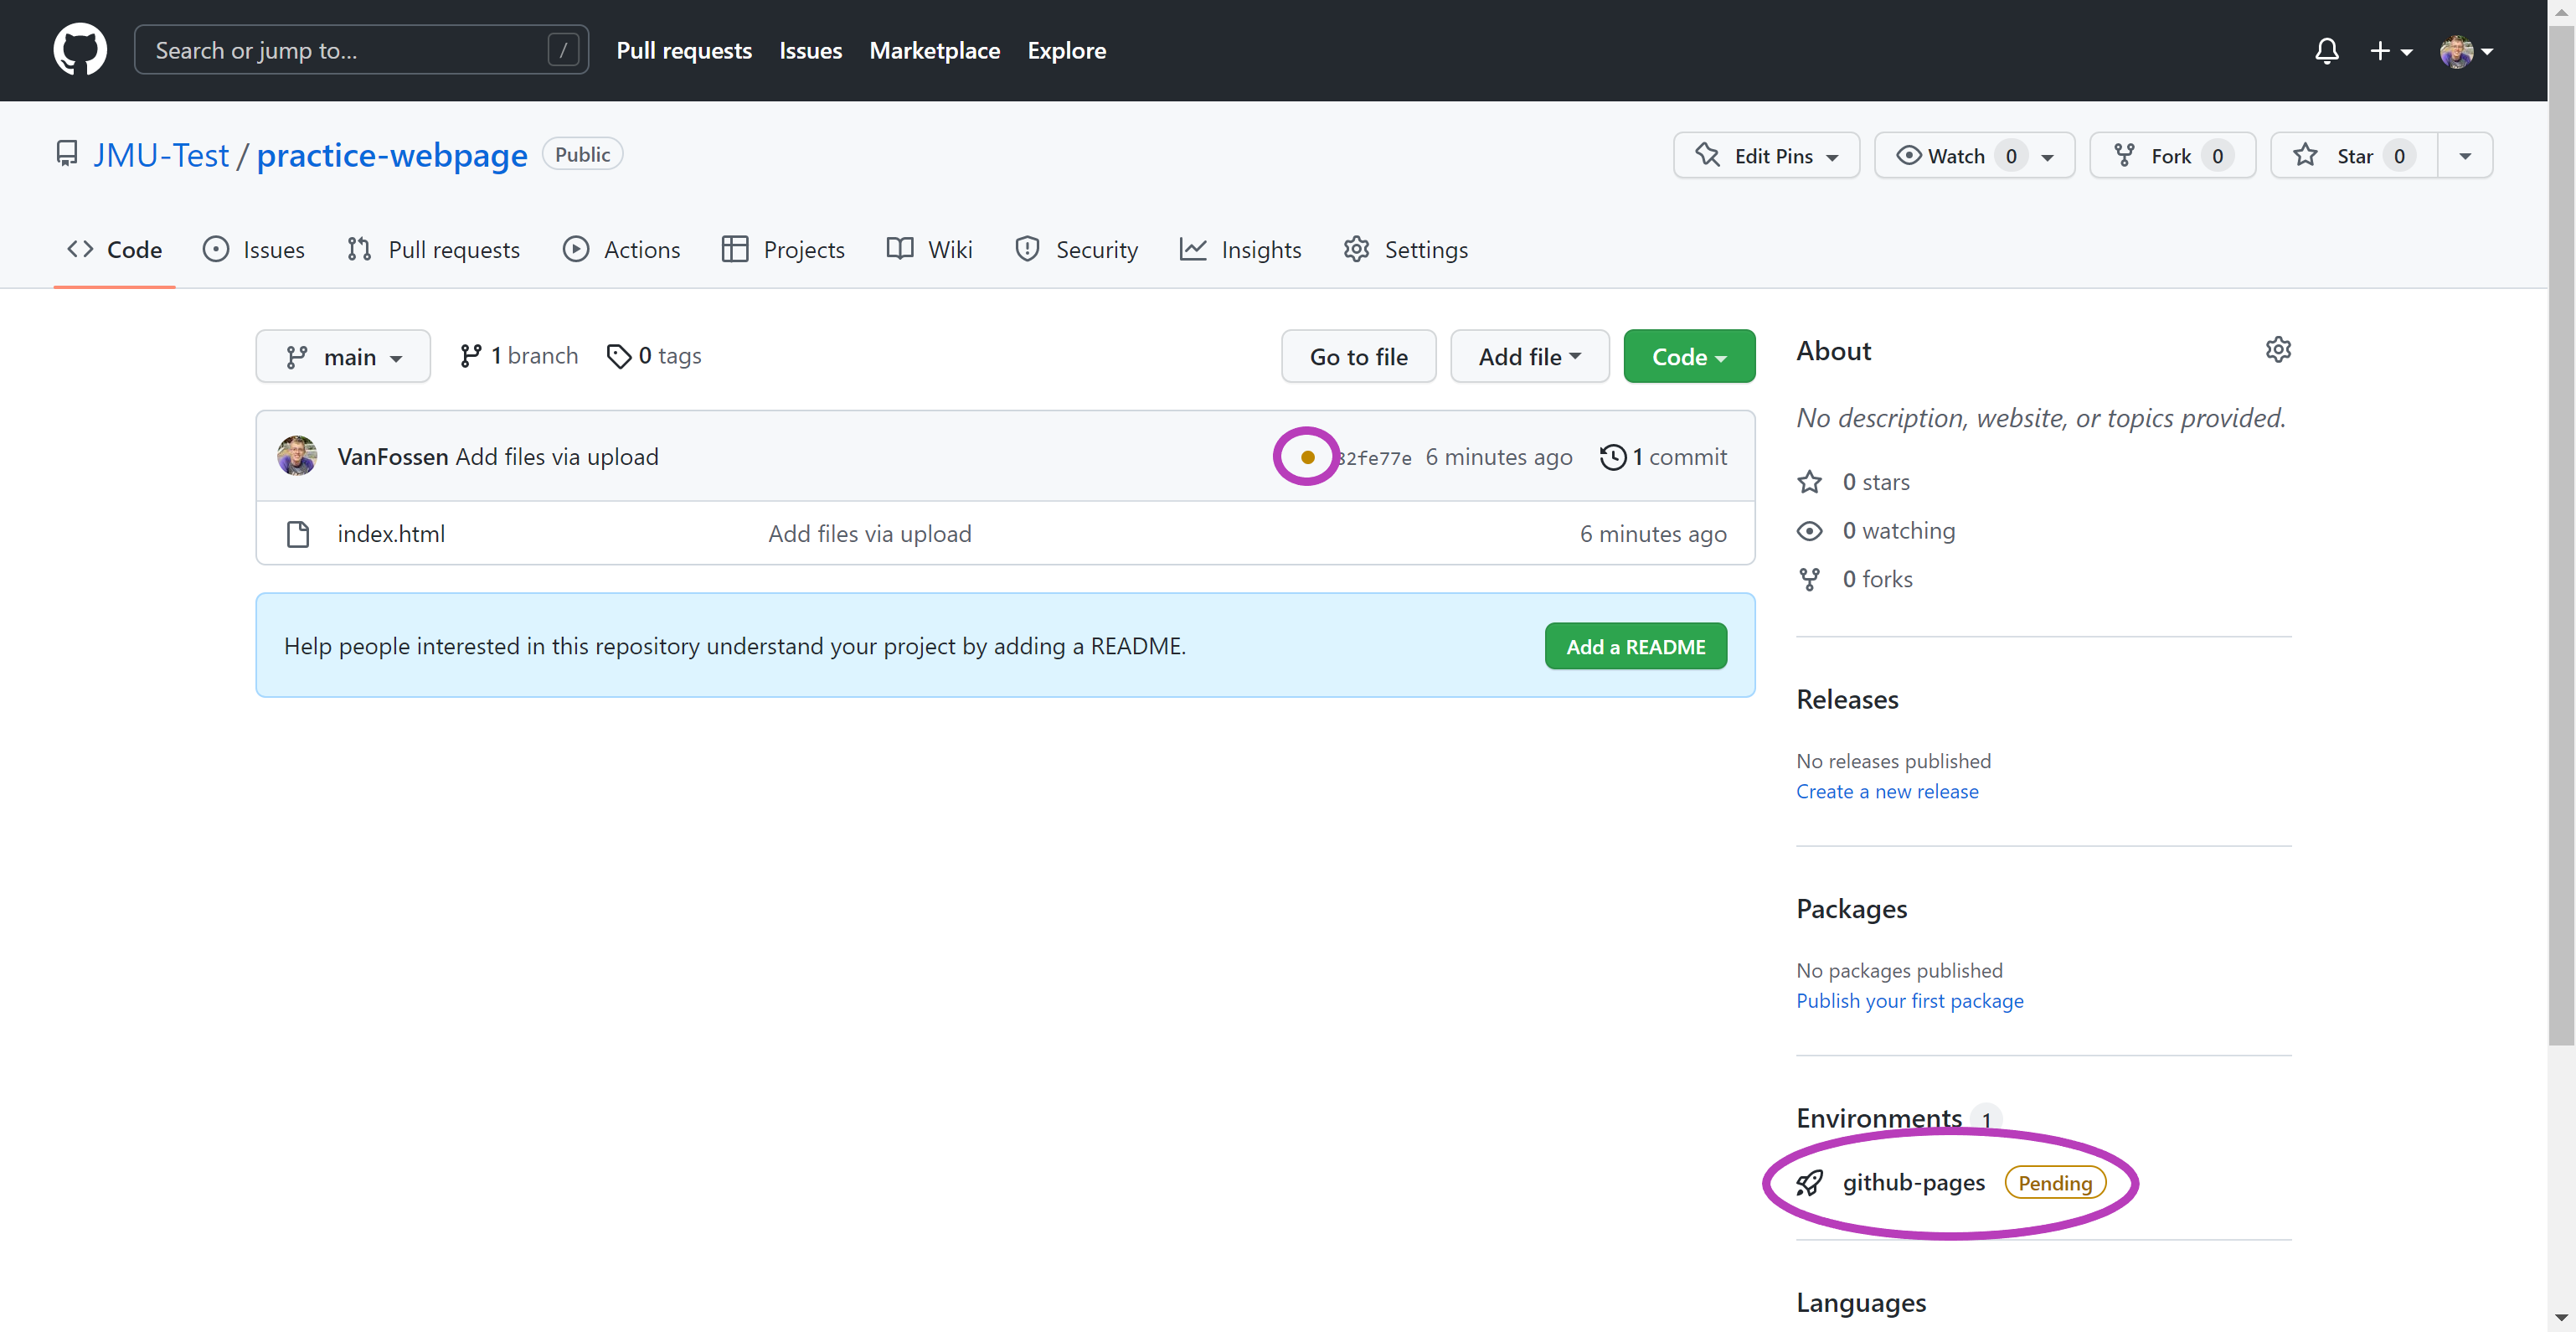 Search or jump to... /
Pull requests Issues Marketplace Explore
JMU-Test / practice-webpage Public
Edit Pins Watch 0 Fork 0 Star 0
Code Issues Pull requests Actions Projects Wiki Security Insights Settings
main 1 branch 0 tags Go to file Add file Code
VanFossen Add files via upload 2fe77e 6 minutes ago 1 commit
index.html Add files via upload 6 minutes ago
Help people interested in this repository understand your project by adding a README. Add a README
About
No description, website, or topics provided.
0 stars
0 watching
0 forks
Releases
No releases published
Create a new release
Packages
No packages published
Publish your first package
Environments 1
github-pages Pending
Languages